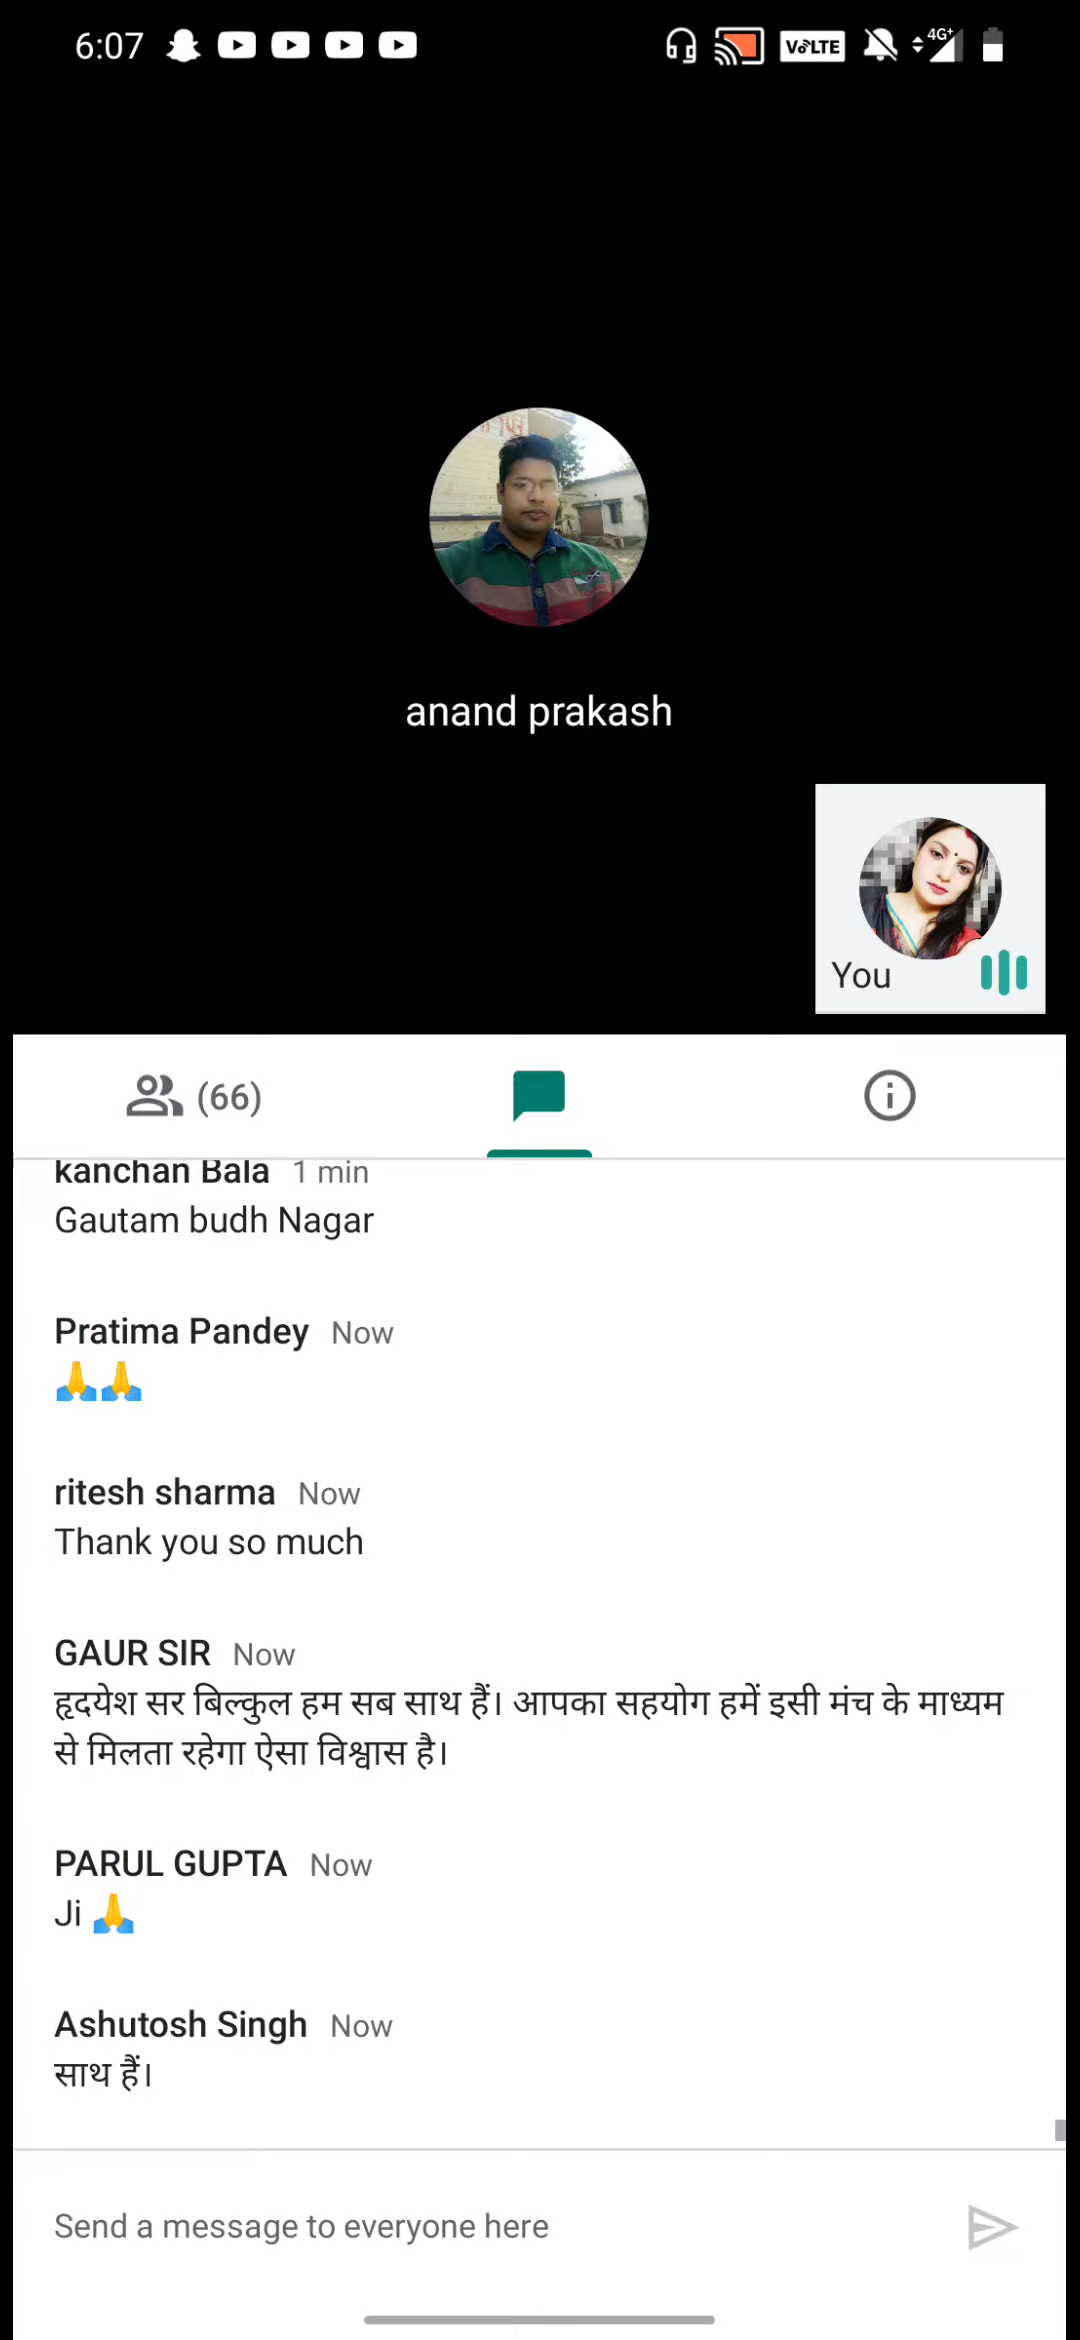 6:07
VoLTE 4G+
anand prakash
You
(66)
kanchan Bala 1 min
Gautam budh Nagar
Pratima Pandey Now
🙏🙏
ritesh sharma Now
Thank you so much
GAUR SIR Now
हृदयेश सर बिल्कुल हम सब साथ हैं। आपका सहयोग हमें इसी मंच के माध्यम
से मिलता रहेगा ऐसा विश्वास है।
PARUL GUPTA Now
Ji 🙏
Ashutosh Singh Now
साथ हैं।
Send a message to everyone here